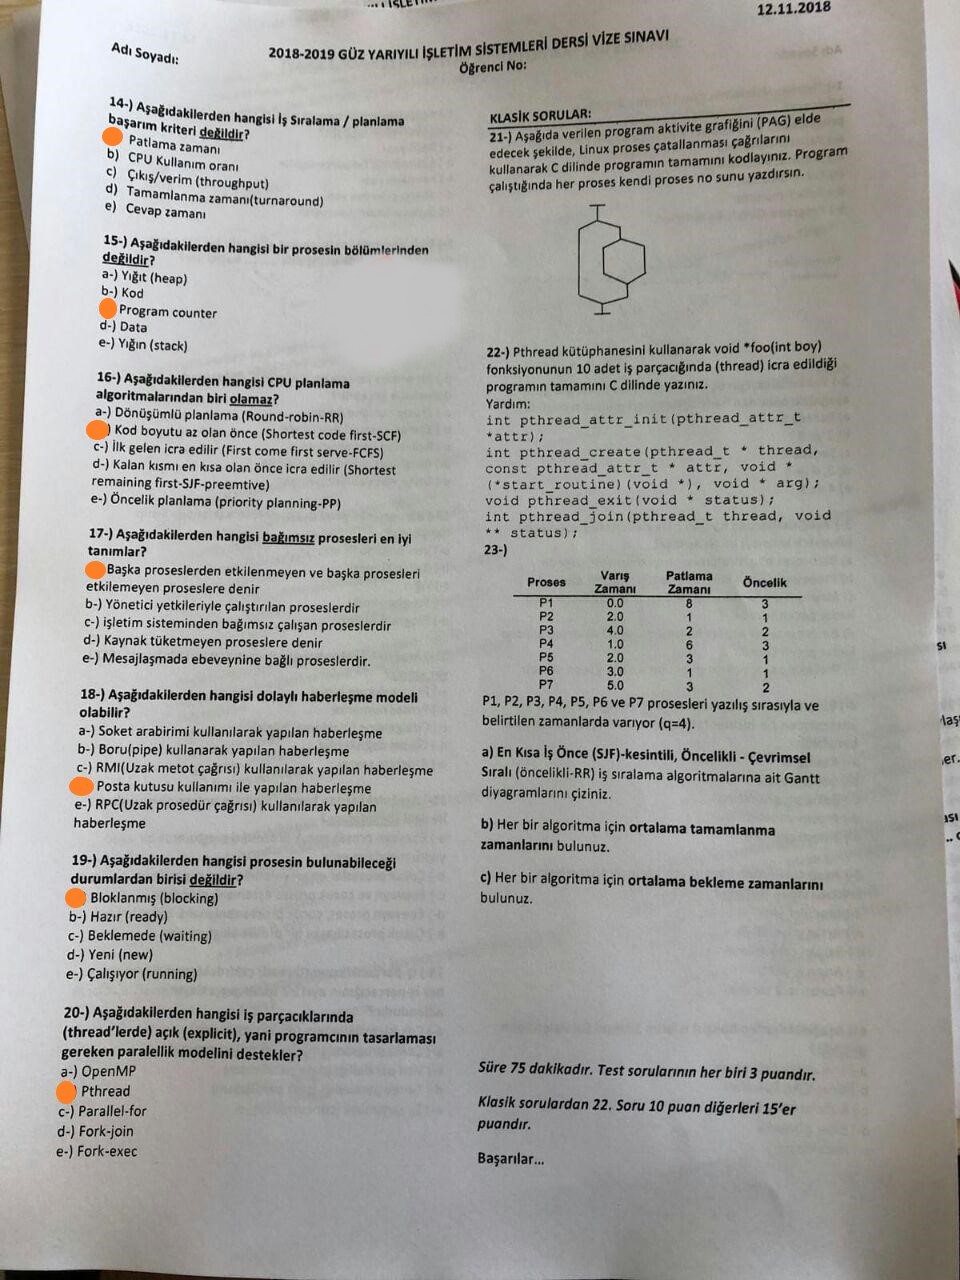 12.11.2018
2018-2019 GÜZ YARIYILI İŞLETİM SİSTEMLERİ DERSİ VİZE SINAVI
Adı Soyadı:
Öğrenci No:
14-) Aşağıdakilerden hangisi İş Sıralama / planlama
başarım kriteri değildir?
Patlama zamanı
b) CPU Kullanım oranı
c) Çıkış/verim (throughput)
d) Tamamlanma zamanı(turnaround)
e) Cevap zamanı
15-) Aşağıdakilerden hangisi bir prosesin bölümlerinden
değildir?
a-) Yığıt (heap)
b-) Kod
Program counter
d-) Data
e-) Yığın (stack)
16-) Aşağıdakilerden hangisi CPU planlama
algoritmalarından biri olamaz?
a-) Dönüşümlü planlama (Round-robin-RR)
) Kod boyutu az olan önce (Shortest code first-SCF)
c-) İlk gelen icra edilir (First come first serve-FCFS)
d-) Kalan kısmı en kısa olan önce icra edilir (Shortest
remaining first-SJF-preemtive)
e-) Öncelik planlama (priority planning-PP)
17-) Aşağıdakilerden hangisi bağımsız prosesleri en iyi
tanımlar?
Başka proseslerden etkilenmeyen ve başka prosesleri
etkilemeyen proseslere denir
b-) Yönetici yetkileriyle çalıştırılan proseslerdir
c-) işletim sisteminden bağımsız çalışan proseslerdir
d-) Kaynak tüketmeyen proseslere denir
e-) Mesajlaşmada ebeveynine bağlı proseslerdir.
18-) Aşağıdakilerden hangisi dolaylı haberleşme modeli
olabilir?
a-) Soket arabirimi kullanılarak yapılan haberleşme
b-) Boru(pipe) kullanarak yapılan haberleşme
c-) RMI(Uzak metot çağrısı) kullanılarak yapılan haberleşme
Posta kutusu kullanımı ile yapılan haberleşme
e-) RPC(Uzak prosedür çağrısı) kullanılarak yapılan
haberleşme
19-) Aşağıdakilerden hangisi prosesin bulunabileceği
durumlardan birisi değildir?
Bloklanmış (blocking)
b-) Hazır (ready)
c-) Beklemede (waiting)
d-) Yeni (new)
e-) Çalışıyor (running)
20-) Aşağıdakilerden hangisi iş parçacıklarında
(thread'lerde) açık (explicit), yani programcının tasarlaması
gereken paralellik modelini destekler?
a-) OpenMP
) Pthread
c-) Parallel-for
d-) Fork-join
e-) Fork-exec
KLASİK SORULAR:
21-) Aşağıda verilen program aktivite grafiğini (PAG) elde
edecek şekilde, Linux proses çatallanması çağrılarını
kullanarak C dilinde programın tamamını kodlayınız. Program
çalıştığında her proses kendi proses no sunu yazdırsın.
22-) Pthread kütüphanesini kullanarak void *foo(int boy)
fonksiyonunun 10 adet iş parçacığında (thread) icra edildiği
programın tamamını C dilinde yazınız.
Yardım:
int pthread_attr_init(pthread_attr_t
*attr);
int pthread_create(pthread_t * thread,
const pthread_attr_t * attr, void *
(*start_routine)(void *), void * arg);
void pthread_exit(void * status);
int pthread_join(pthread_t thread, void
** status);
23-)
Proses Varış Zamanı Patlama Zamanı Öncelik
P1 0.0 8 3
P2 2.0 1 1
P3 4.0 2 2
P4 1.0 6 3
P5 2.0 3 1
P6 3.0 1 1
P7 5.0 3 2
P1, P2, P3, P4, P5, P6 ve P7 prosesleri yazılış sırasıyla ve
belirtilen zamanlarda varıyor (q=4).
a) En Kısa İş Önce (SJF)-kesintili, Öncelikli - Çevrimsel
Sıralı (öncelikli-RR) iş sıralama algoritmalarına ait Gantt
diyagramlarını çiziniz.
b) Her bir algoritma için ortalama tamamlanma
zamanlarını bulunuz.
c) Her bir algoritma için ortalama bekleme zamanlarını
bulunuz.
Süre 75 dakikadır. Test sorularının her biri 3 puandır.
Klasik sorulardan 22. Soru 10 puan diğerleri 15'er
puandır.
Başarılar...